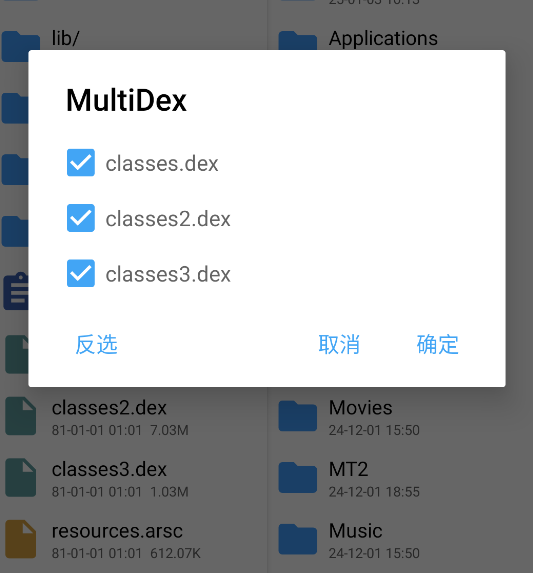 lib/
Applications
MultiDex
classes.dex
classes2.dex
classes3.dex
反选
取消
确定
classes2.dex
81-01-01 01:01 7.03M
classes3.dex
81-01-01 01:01 1.03M
resources.arsc
81-01-01 01:01 612.07K
Movies
24-12-01 15:50
MT2
24-12-01 18:55
Music
24-12-01 15:50